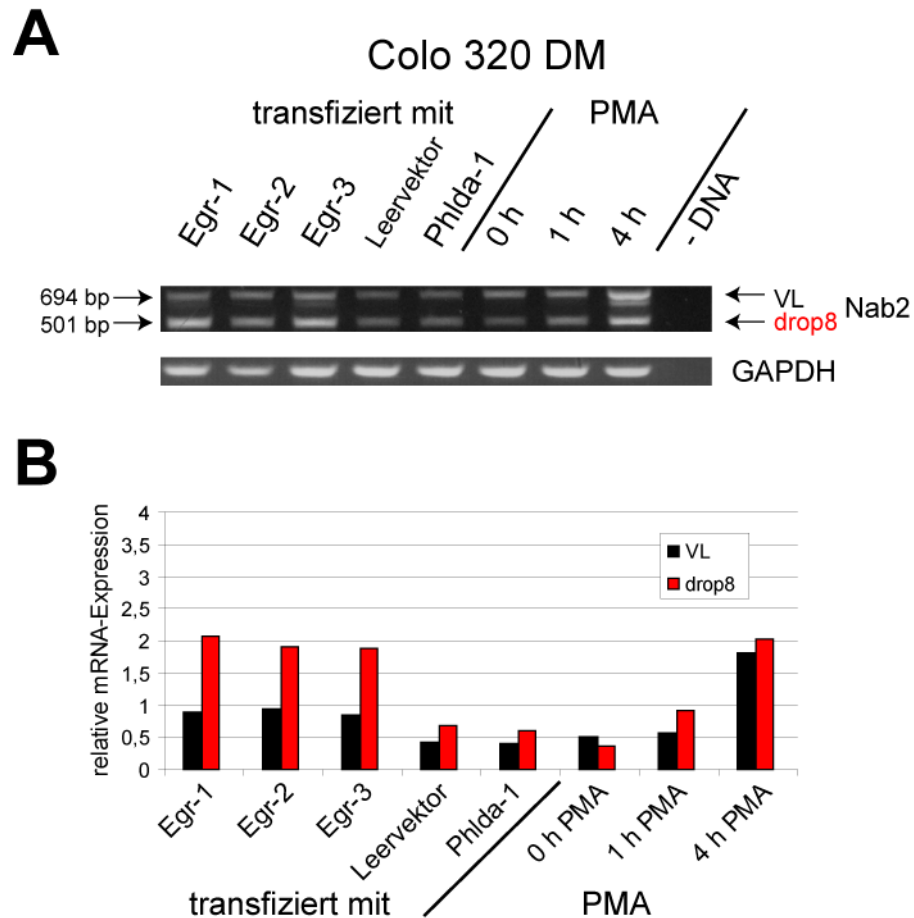 A
Colo 320 DM
transfiziert mit
PMA
Egr-1
Egr-2
Egr-3
Leervektor
Phlda-1
0 h
1 h
4 h
- DNA
694 bp
VL
Nab2
501 bp
drop8
GAPDH
B
relative mRNA-Expression
4
3,5
3
2,5
2
1,5
1
0,5
0
VL
drop8
Egr-1
Egr-2
Egr-3
Leervektor
Phlda-1
0 h PMA
1 h PMA
4 h PMA
transfiziert mit
PMA